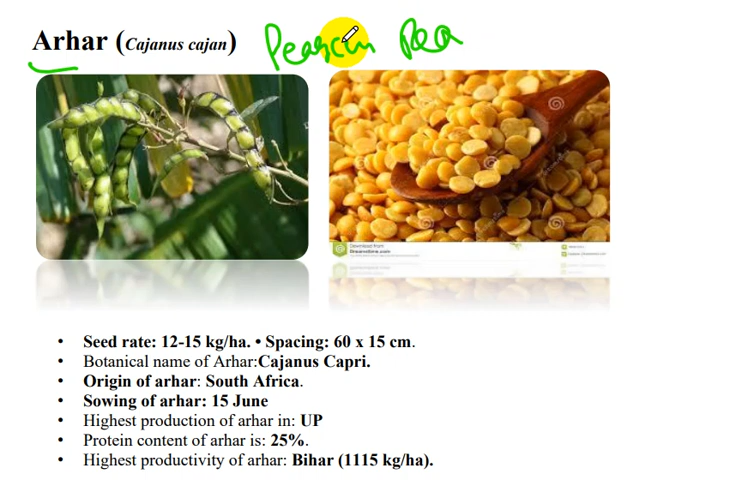 Arhar (Cajanus cajan)
Pea Pea
• Seed rate: 12-15 kg/ha. • Spacing: 60 x 15 cm.
• Botanical name of Arhar:Cajanus Capri.
• Origin of arhar: South Africa.
• Sowing of arhar: 15 June
• Highest production of arhar in: UP
• Protein content of arhar is: 25%.
• Highest productivity of arhar: Bihar (1115 kg/ha).